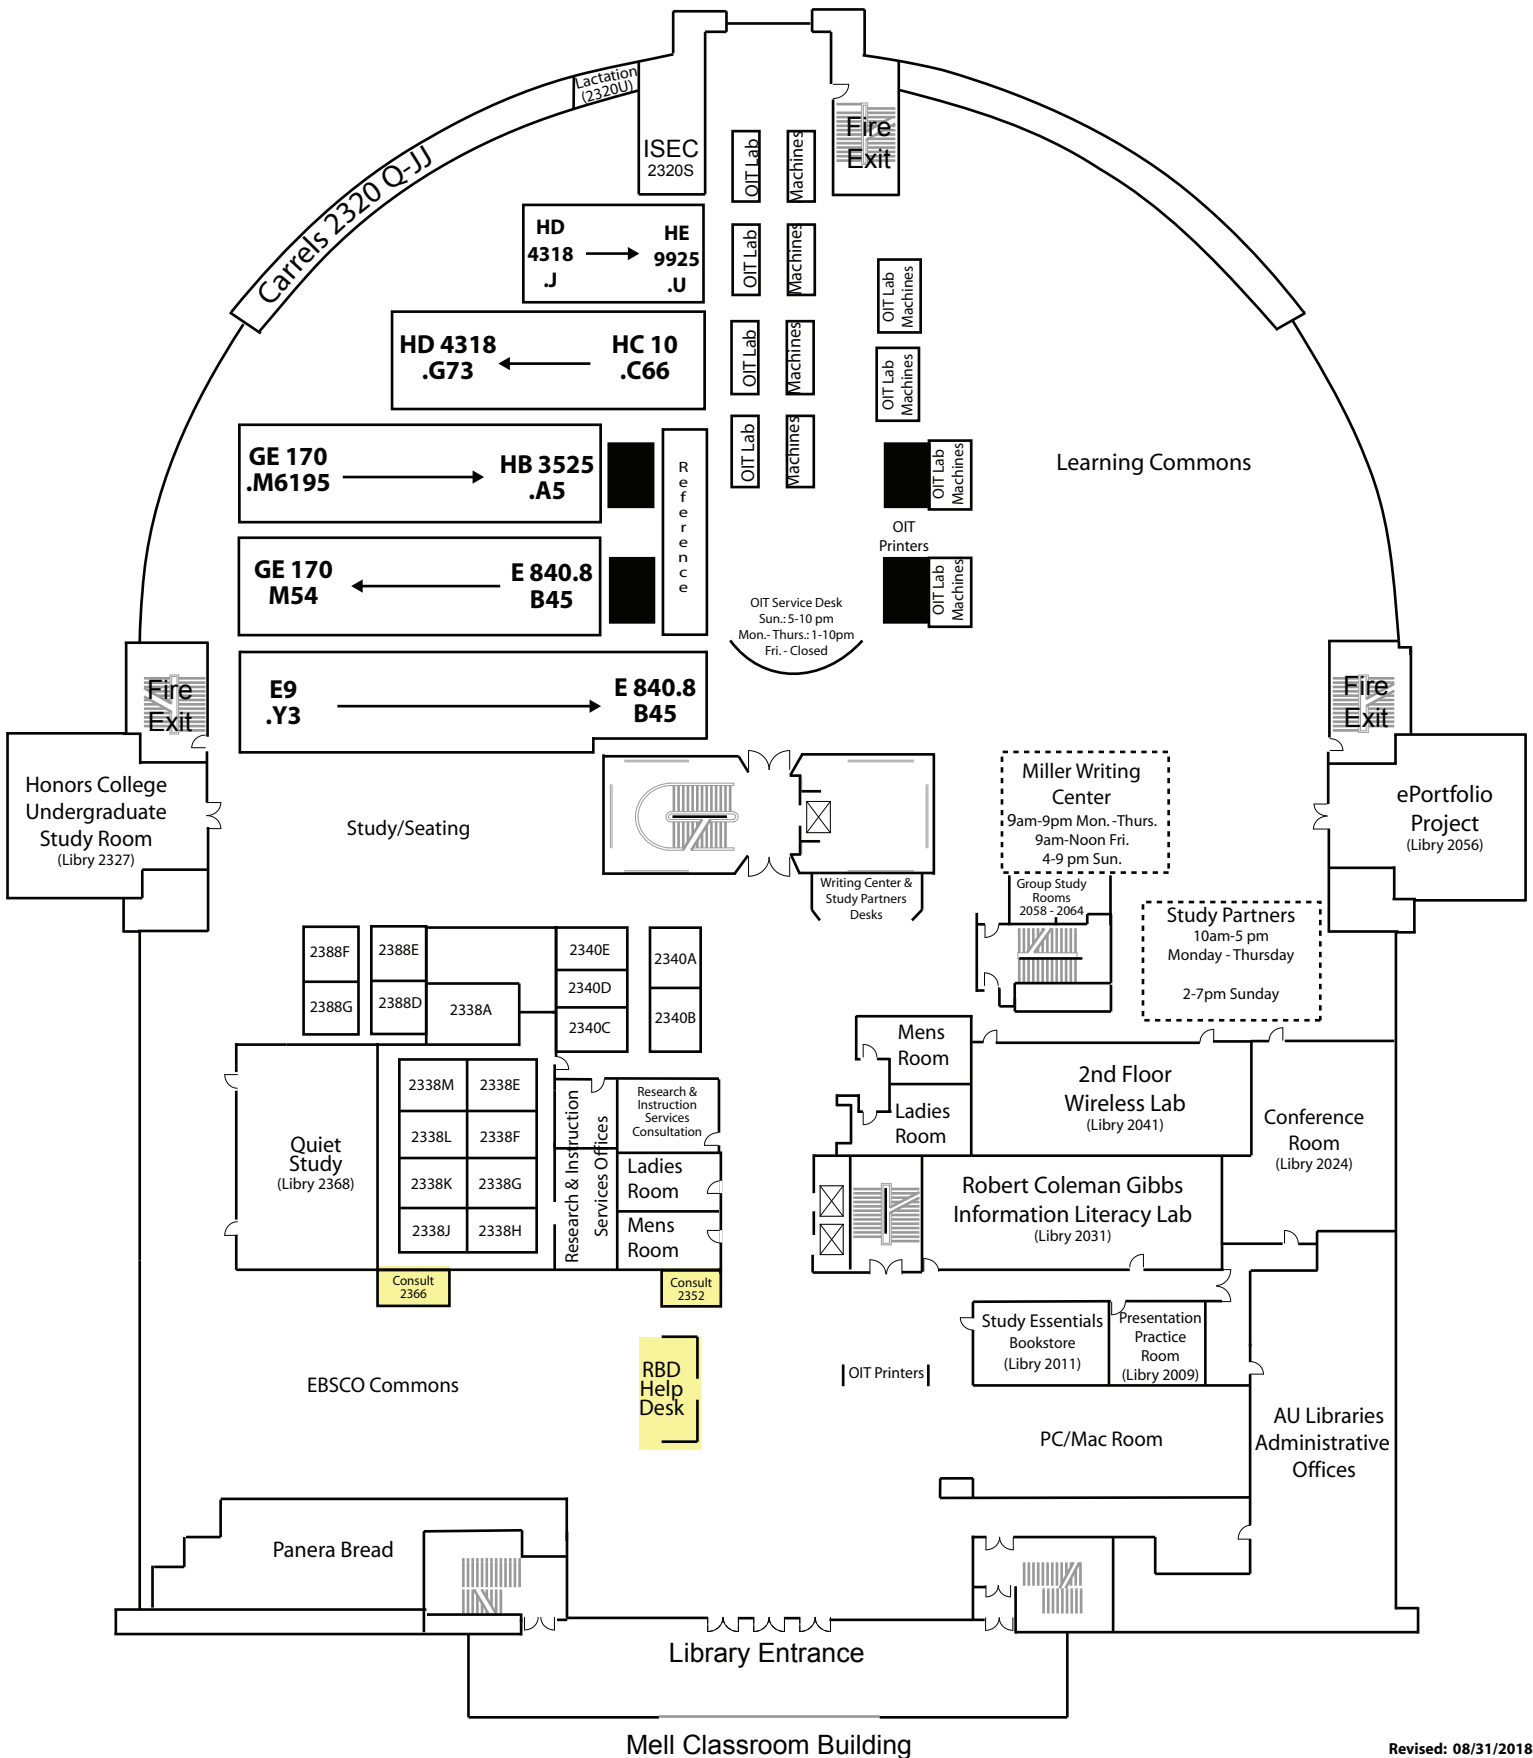 Lactation
(2320U)
ISEC
2320S
Fire
Exit
Carrels 2320 Q-JJ
OIT Lab
Machines
OIT Lab
Machines
OIT Lab
Machines
OIT Lab
Machines
HD
4318
.J
HE
9925
.U
HD 4318
.G73
HC 10
.C66
OIT Lab
Machines
OIT Lab
Machines
GE 170
.M6195
HB 3525
.A5
Reference
OIT Lab
Machines
Learning Commons
OIT
Printers
GE 170
M54
E 840.8
B45
OIT Lab
Machines
OIT Service Desk
Sun.: 5-10 pm
Mon.- Thurs.: 1-10pm
Fri. - Closed
Fire
Exit
E9
.Y3
E 840.8
B45
Fire
Exit
Honors College
Undergraduate
Study Room
(Libry 2327)
Study/Seating
Miller Writing
Center
9am-9pm Mon. -Thurs.
9am-Noon Fri.
4-9 pm Sun.
ePortfolio
Project
(Libry 2056)
Writing Center &
Study Partners
Desks
Group Study
Rooms
2058 - 2064
Study Partners
10am-5 pm
Monday - Thursday
2-7pm Sunday
2388F
2388E
2340E
2340A
2388G
2388D
2338A
2340D
2340C
2340B
Mens
Room
Ladies
Room
2nd Floor
Wireless Lab
(Libry 2041)
Conference
Room
(Libry 2024)
Quiet
Study
(Libry 2368)
2338M
2338E
2338L
2338F
2338K
2338G
2338J
2338H
Research & Instruction
Services Offices
Research &
Instruction
Services
Consultation
Ladies
Room
Mens
Room
Robert Coleman Gibbs
Information Literacy Lab
(Libry 2031)
Consult
2366
Consult
2352
Study Essentials
Bookstore
(Libry 2011)
Presentation
Practice
Room
(Libry 2009)
EBSCO Commons
RBD
Help
Desk
OIT Printers
PC/Mac Room
AU Libraries
Administrative
Offices
Panera Bread
Library Entrance
Mell Classroom Building
Revised: 08/31/2018